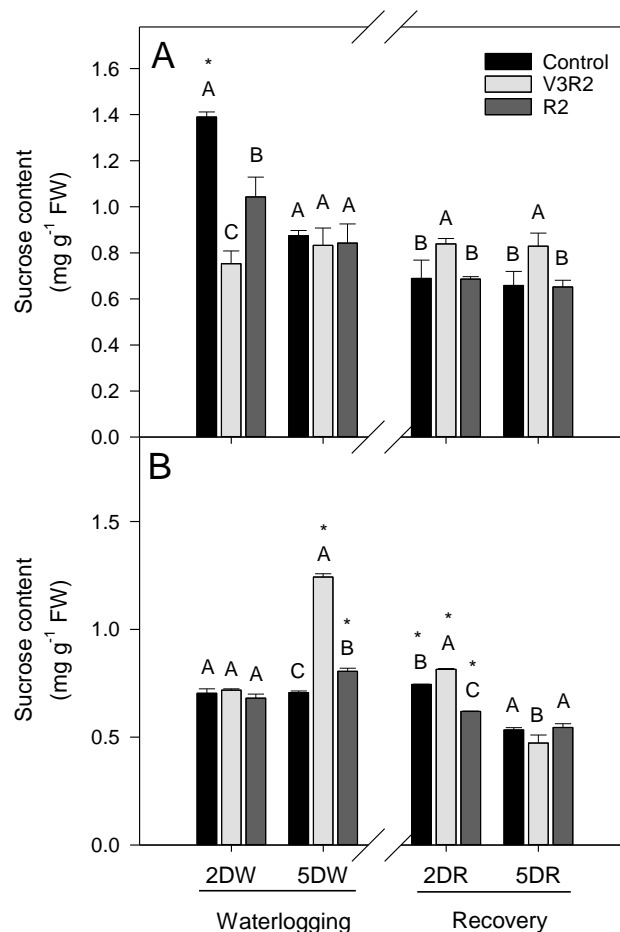 A
Control
V3R2
R2
1.6
1.4
1.2
1.0
0.8
0.6
0.4
0.2
0.0
Sucrose content
(mg g⁻¹ FW)
*
A
C
B
A A A
B A B
B A B
B
1.5
1.0
0.5
0.0
Sucrose content
(mg g⁻¹ FW)
A A A
*
A
C
*
B
*
B
*
A
*
C
A B A
2DW 5DW 2DR 5DR
Waterlogging Recovery